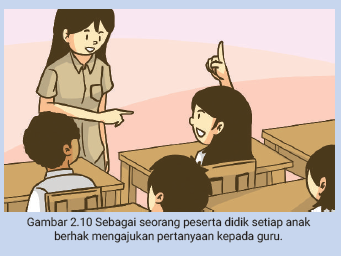 Gambar 2.10 Sebagai seorang peserta didik setiap anak
berhak mengajukan pertanyaan kepada guru.